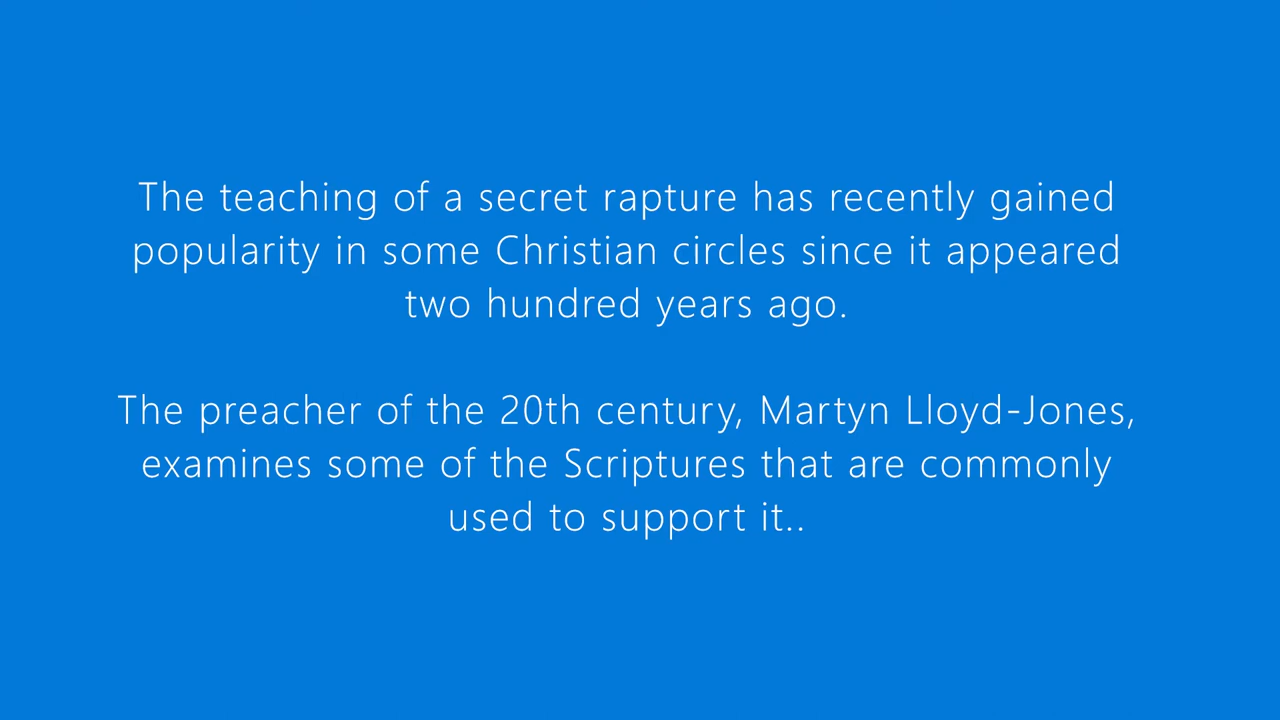 The teaching of a secret rapture has recently gained
popularity in some Christian circles since it appeared
two hundred years ago.
The preacher of the 20th century, Martyn Lloyd-Jones,
examines some of the Scriptures that are commonly
used to support it..